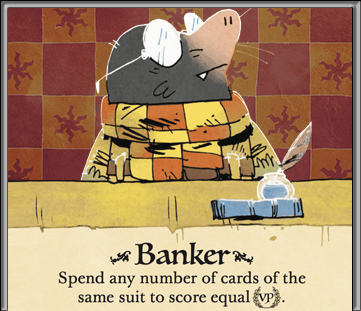 Banker
Spend any number of cards of the
same suit to score equal VP.